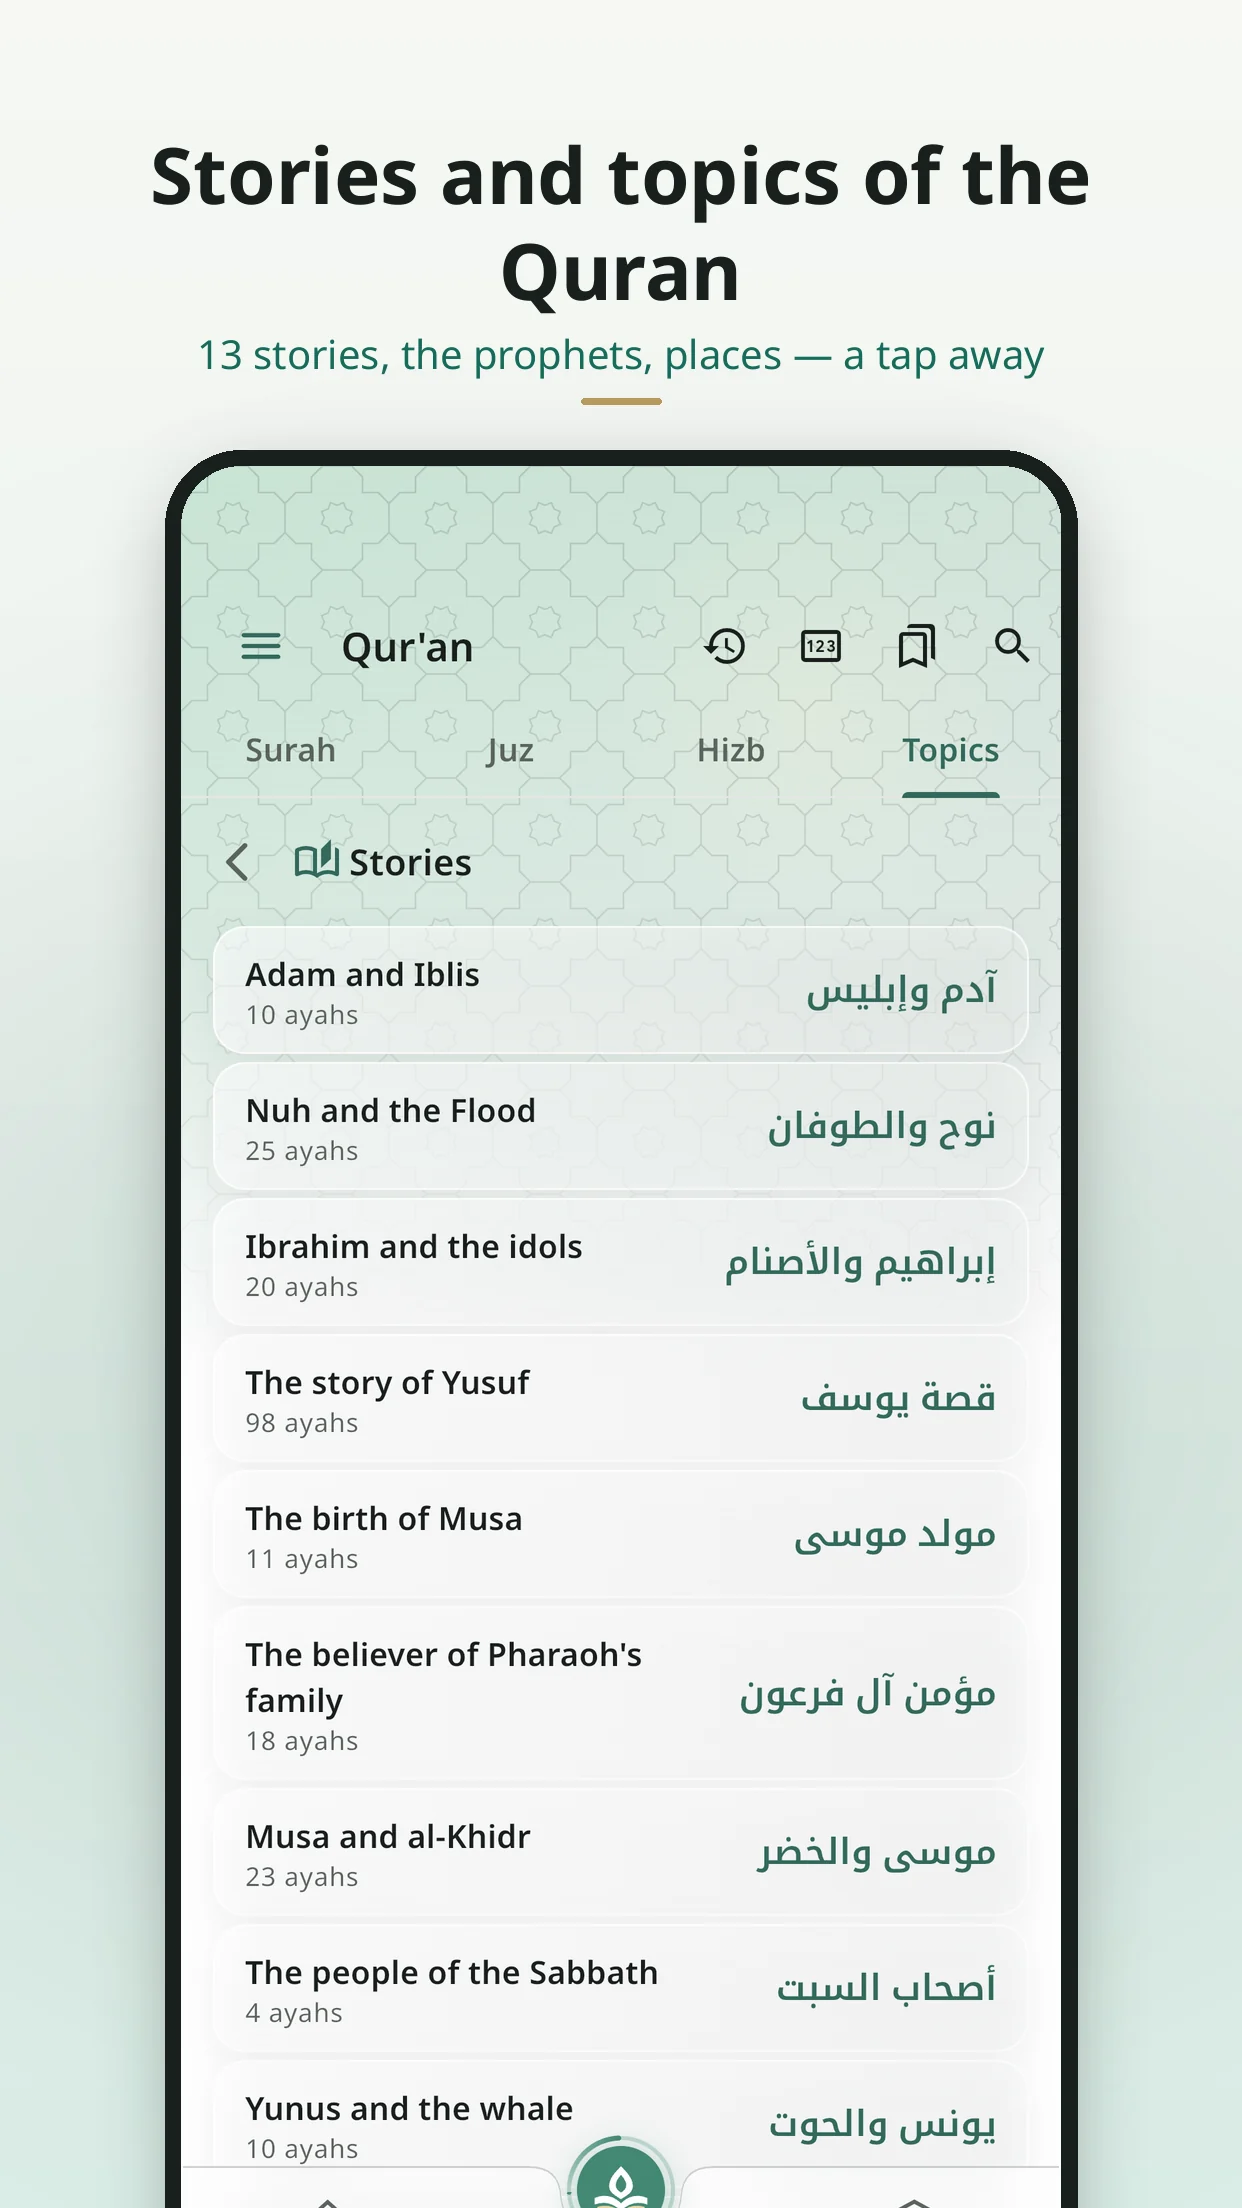 Stories and topics of the
Quran
13 stories, the prophets, places — a tap away
Qur'an
123
Surah
Juz
Hizb
Topics
Stories
Adam and Iblis
آدم وإبليس
10 ayahs
Nuh and the Flood
نوح والطوفان
25 ayahs
Ibrahim and the idols
إبراهيم والأصنام
20 ayahs
The story of Yusuf
قصة يوسف
98 ayahs
The birth of Musa
مولد موسى
11 ayahs
The believer of Pharaoh's
family
مؤمن آل فرعون
18 ayahs
Musa and al-Khidr
موسى والخضر
23 ayahs
The people of the Sabbath
أصحاب السبت
4 ayahs
Yunus and the whale
يونس والحوت
10 ayahs